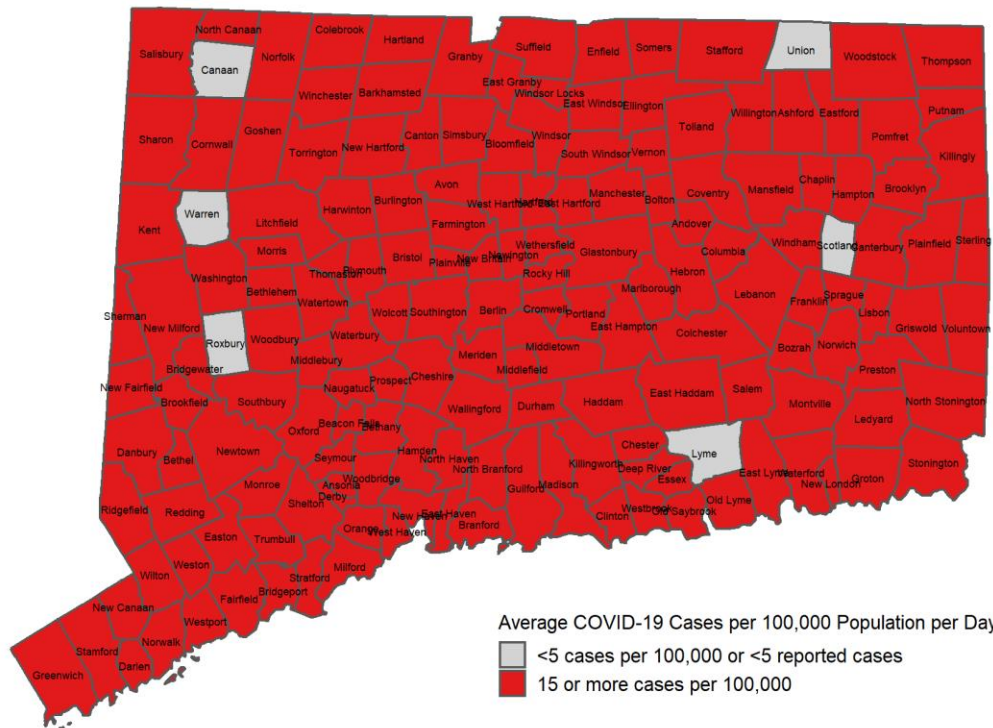 North Canaan
Colebrook
Hartland
Suffield
Enfield
Somers
Stafford
Union
Woodstock
Thompson
Salisbury
Canaan
Norfolk
Granby
East Granby
Windsor Locks
Winchester
Barkhamsted
East Windsor
Ellington
Willington
Ashford
Eastford
Putnam
Sharon
Cornwall
Goshen
Torrington
New Hartford
Canton
Simsbury
Bloomfield
Windsor
South Windsor
Vernon
Tolland
Pomfret
Killingly
Avon
Burlington
Harwinton
West Hartford
Hartford
East Hartford
Manchester
Bolton
Coventry
Mansfield
Chaplin
Hampton
Brooklyn
Kent
Warren
Litchfield
Morris
Farmington
Andover
Columbia
Windham
Scotland
Canterbury
Plainfield
Sterling
Washington
Bethlehem
Thomaston
Plymouth
Bristol
Plainville
New Britain
Newington
Wethersfield
Rocky Hill
Glastonbury
Marlborough
Hebron
Lebanon
Franklin
Sprague
Lisbon
Griswold
Voluntown
Sherman
New Milford
Roxbury
Woodbury
Watertown
Waterbury
Wolcott
Southington
Berlin
Cromwell
Portland
East Hampton
Colchester
Bozrah
Norwich
Preston
Bridgewater
Middlebury
Naugatuck
Prospect
Cheshire
Meriden
Middletown
Middlefield
New Fairfield
Brookfield
Southbury
Oxford
Beacon Falls
Bethany
Wallingford
Durham
Haddam
East Haddam
Salem
Montville
Ledyard
North Stonington
Danbury
Bethel
Newtown
Monroe
Seymour
Ansonia
Derby
Woodbridge
Hamden
North Haven
North Branford
Guilford
Madison
Killingworth
Chester
Deep River
Essex
Lyme
East Lyme
Waterford
New London
Groton
Stonington
Ridgefield
Redding
Easton
Trumbull
Shelton
Orange
New Haven
West Haven
East Haven
Branford
Clinton
Westbrook
Old Saybrook
Old Lyme
Wilton
Weston
Fairfield
Bridgeport
Stratford
Milford
New Canaan
Norwalk
Westport
Greenwich
Stamford
Darien
Average COVID-19 Cases per 100,000 Population per Day
<5 cases per 100,000 or <5 reported cases
15 or more cases per 100,000